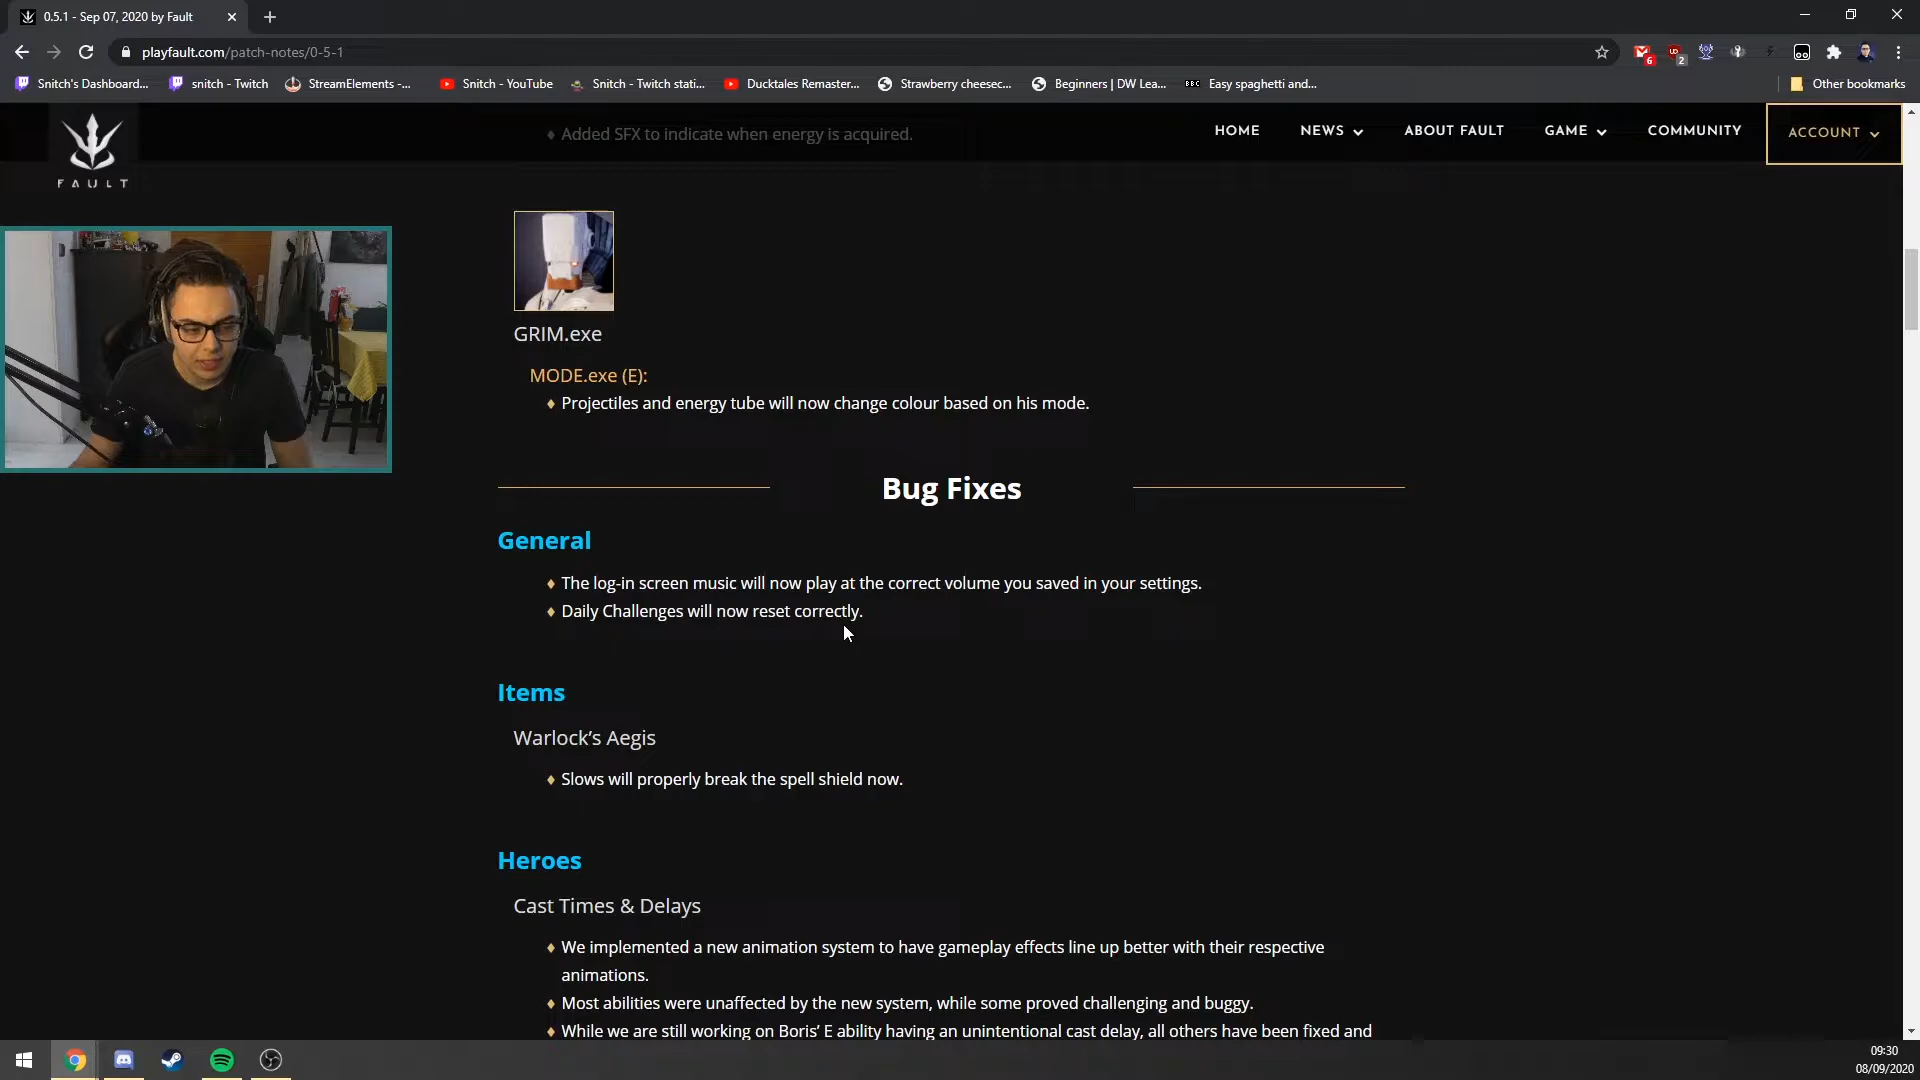 0.5.1 - Sep 07, 2020 by Fault
playfault.com/patch-notes/0-5-1
6
2
Snitch's Dashboard...
snitch - Twitch
StreamElements -...
Snitch - YouTube
Snitch - Twitch stati...
Ducktales Remaster...
Strawberry cheesec...
Beginners | DW Lea...
BBC
Easy spaghetti and...
Other bookmarks
FAULT
HOME
NEWS
ABOUT FAULT
GAME
COMMUNITY
ACCOUNT
Added SFX to indicate when energy is acquired.
GRIM.exe
MODE.exe (E):
Projectiles and energy tube will now change colour based on his mode.
Bug Fixes
General
The log-in screen music will now play at the correct volume you saved in your settings.
Daily Challenges will now reset correctly.
Items
Warlock's Aegis
Slows will properly break the spell shield now.
Heroes
Cast Times & Delays
We implemented a new animation system to have gameplay effects line up better with their respective
animations.
Most abilities were unaffected by the new system, while some proved challenging and buggy.
While we are still working on Boris' E ability having an unintentional cast delay, all others have been fixed and
09:30
08/09/2020